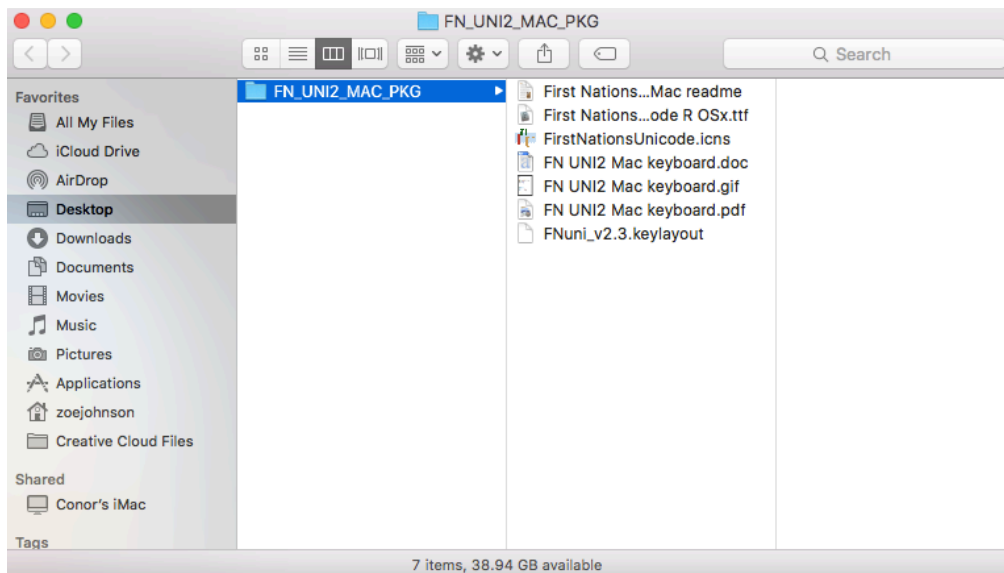 FN_UNI2_MAC_PKG
Search
Favorites
All My Files
iCloud Drive
AirDrop
Desktop
Downloads
Documents
Movies
Music
Pictures
Applications
zoejohnson
Creative Cloud Files
Shared
Conor's iMac
Tags
FN_UNI2_MAC_PKG
First Nations...Mac readme
First Nations...ode R OSx.ttf
FirstNationsUnicode.icns
FN UNI2 Mac keyboard.doc
FN UNI2 Mac keyboard.gif
FN UNI2 Mac keyboard.pdf
FNuni_v2.3.keylayout
7 items, 38.94 GB available